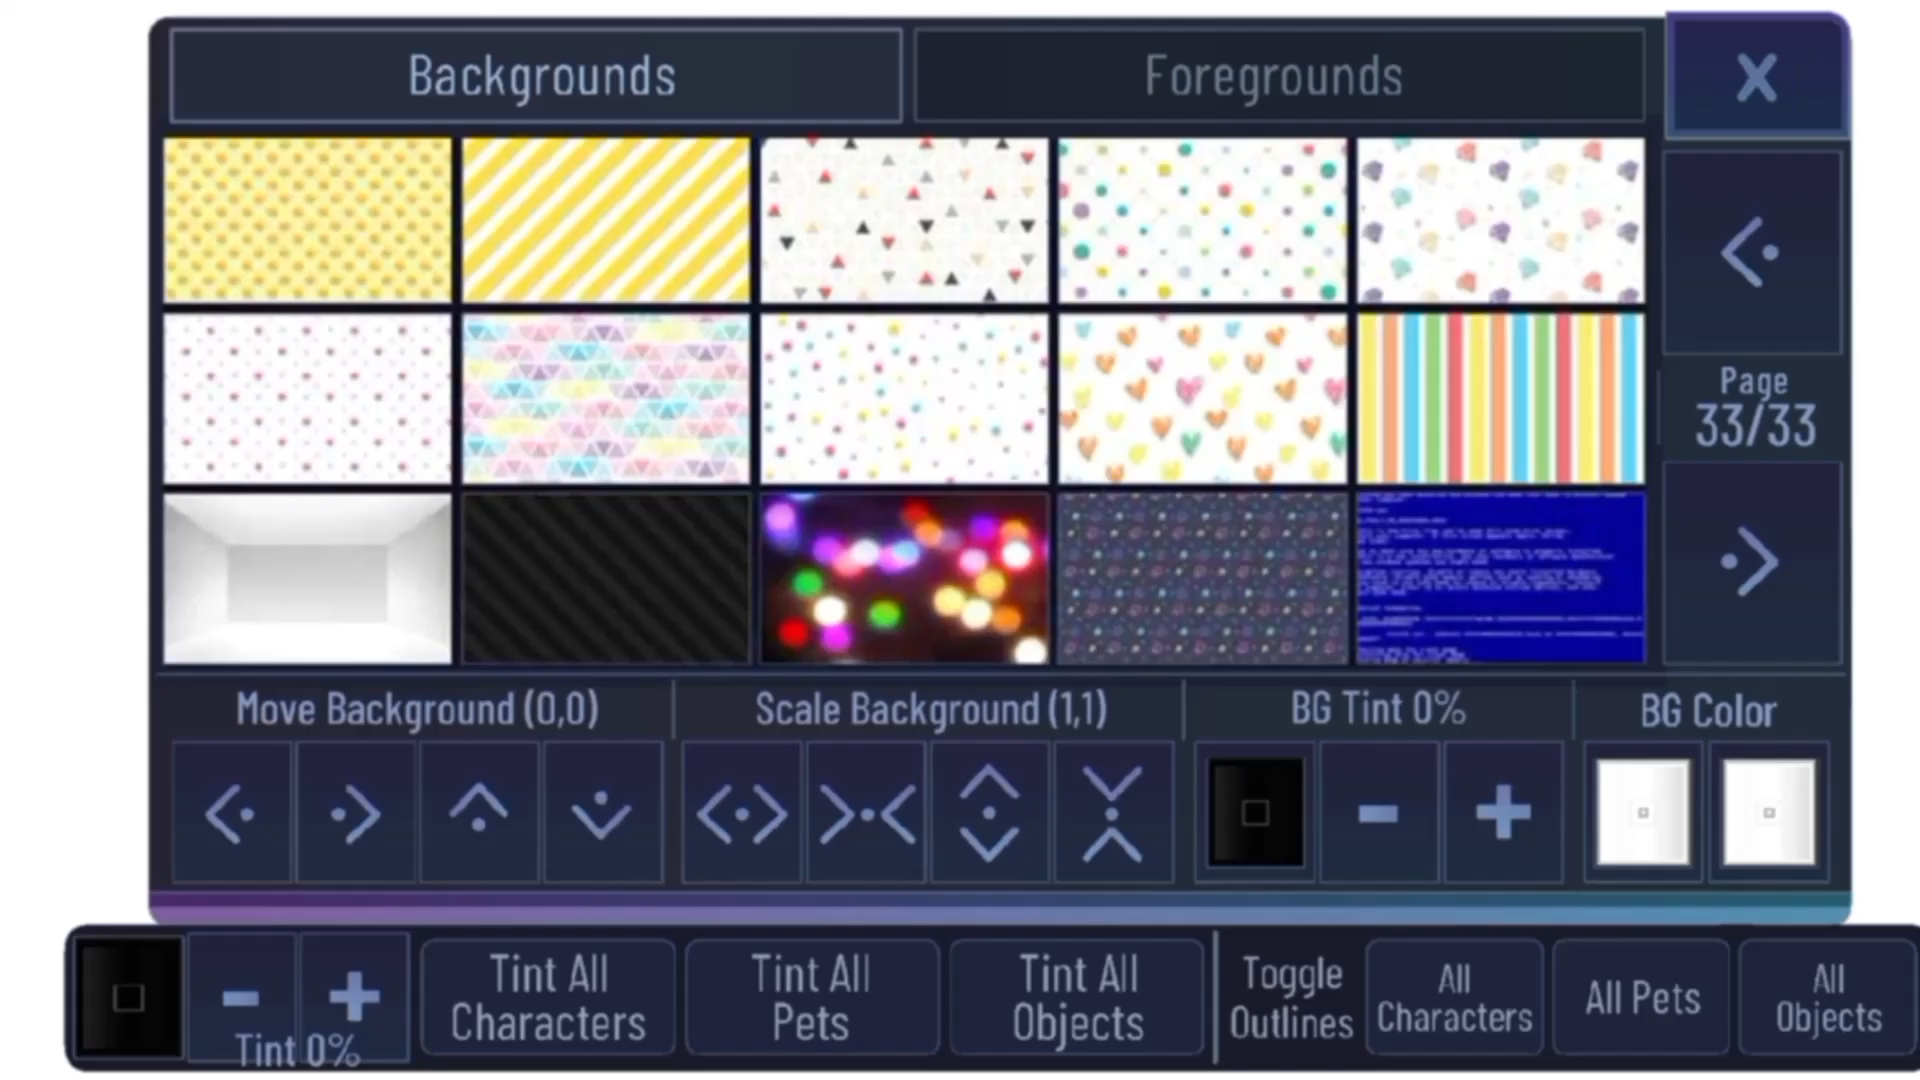 Backgrounds
Foregrounds
X
Page
33/33
Move Background (0,0)
Scale Background (1,1)
BG Tint 0%
BG Color
Tint 0%
Tint All
Characters
Tint All
Pets
Tint All
Objects
Toggle
Outlines
All
Characters
All Pets
All
Objects